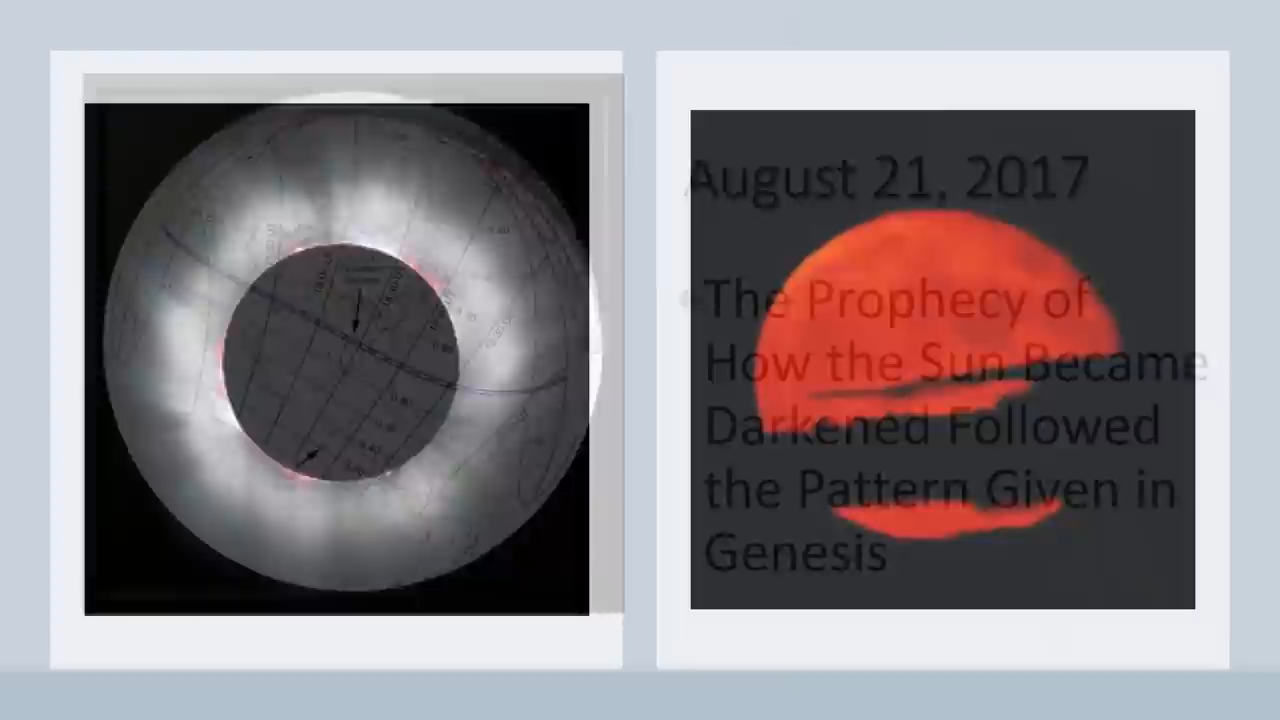 August 21, 2017
• The Prophecy of
How the Sun Became
Darkened Followed
the Pattern Given in
Genesis